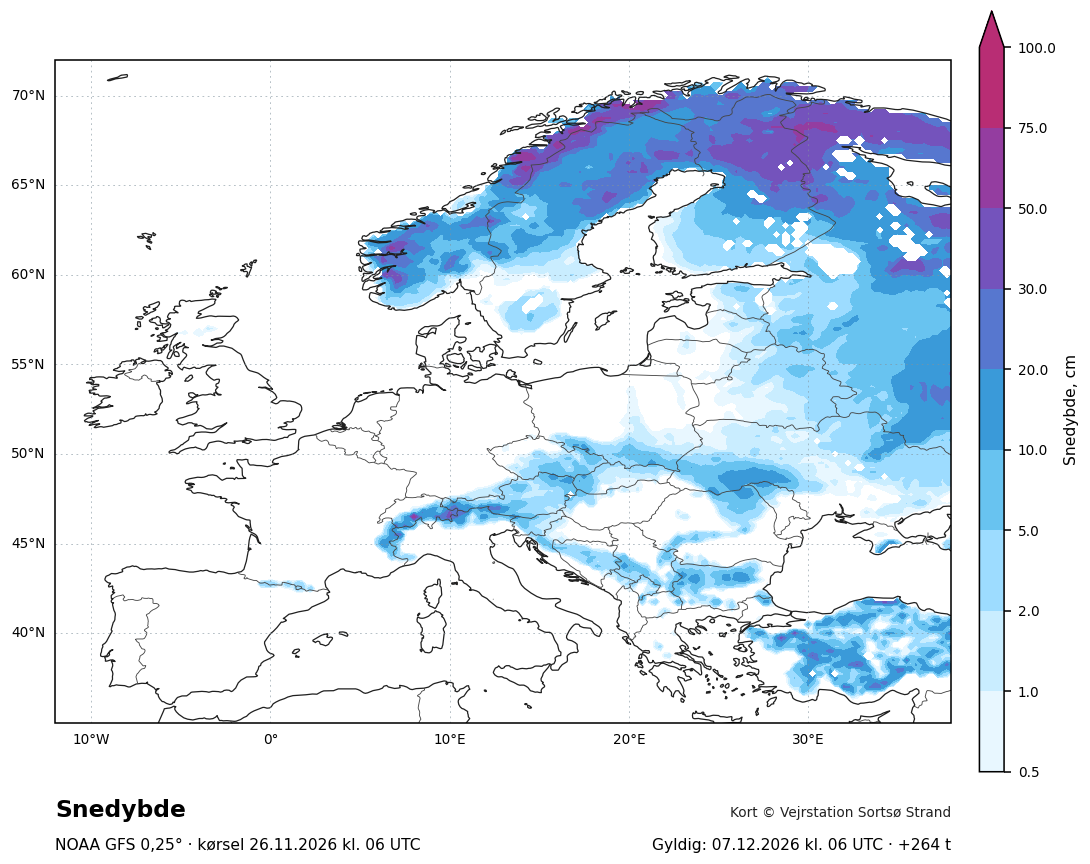 100.0
75.0
50.0
30.0
20.0
10.0
5.0
2.0
1.0
0.5
Snedybde, cm
70°N
65°N
60°N
55°N
50°N
45°N
40°N
10°W
0°
10°E
20°E
30°E
Snedybde
Kort © Vejrstation Sortsø Strand
NOAA GFS 0,25° · kørsel 26.11.2026 kl. 06 UTC
Gyldig: 07.12.2026 kl. 06 UTC · +264 t